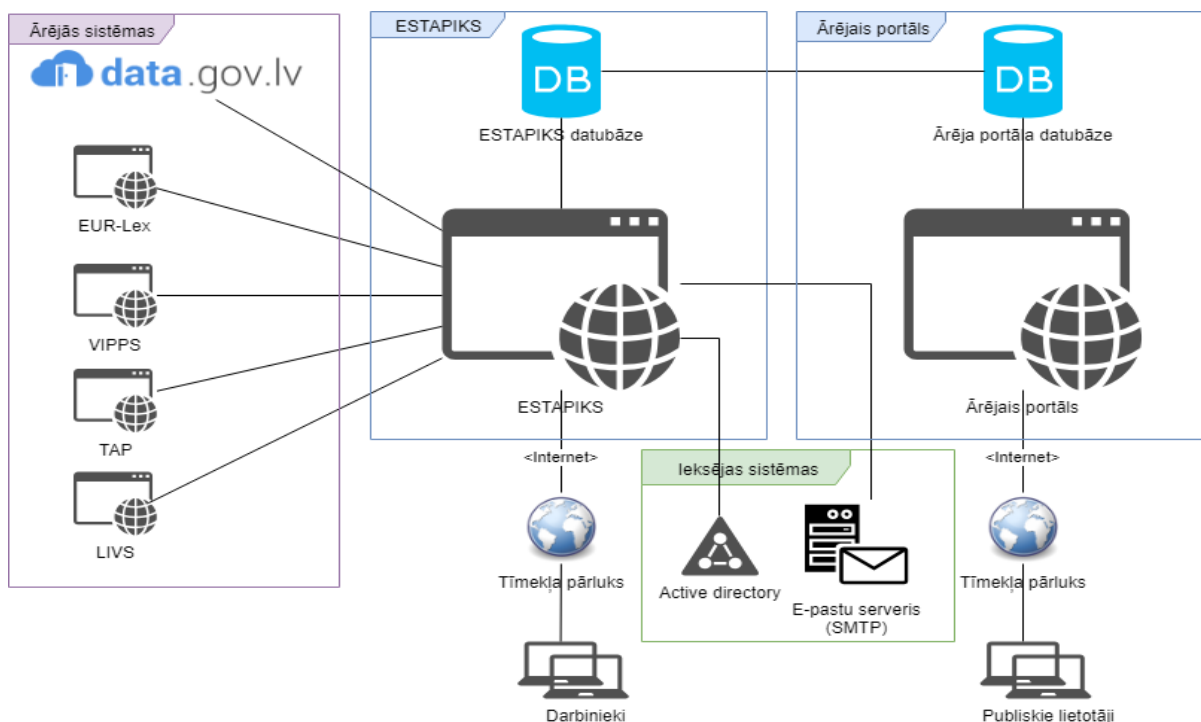 Ārējās sistēmas
data.gov.lv
EUR-Lex
VIPPS
TAP
LIVS
ESTAPIKS
DB
ESTAPIKS datubāze
ESTAPIKS
<Internet>
Tīmekļa pārluks
Darbinieki
Ieksējas sistēmas
Active directory
E-pastu serveris
(SMTP)
Ārējais portāls
DB
Ārēja portāla datubāze
Ārējais portāls
<Internet>
Tīmekļa pārluks
Publiskie lietotāji